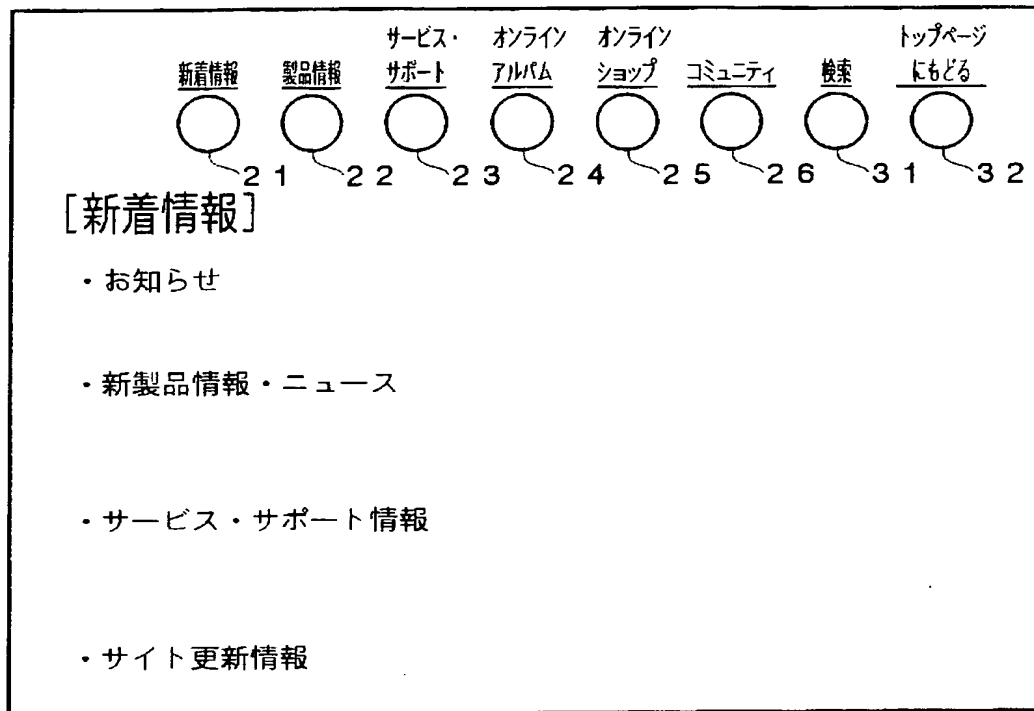 サービス・ オンライン オンライン トップページ
新着情報 製品情報 サポート アルバム ショップ コミュニティ 検索 にもどる
21 22 23 24 25 26 31 32
[新着情報]
・お知らせ
・新製品情報・ニュース
・サービス・サポート情報
・サイト更新情報